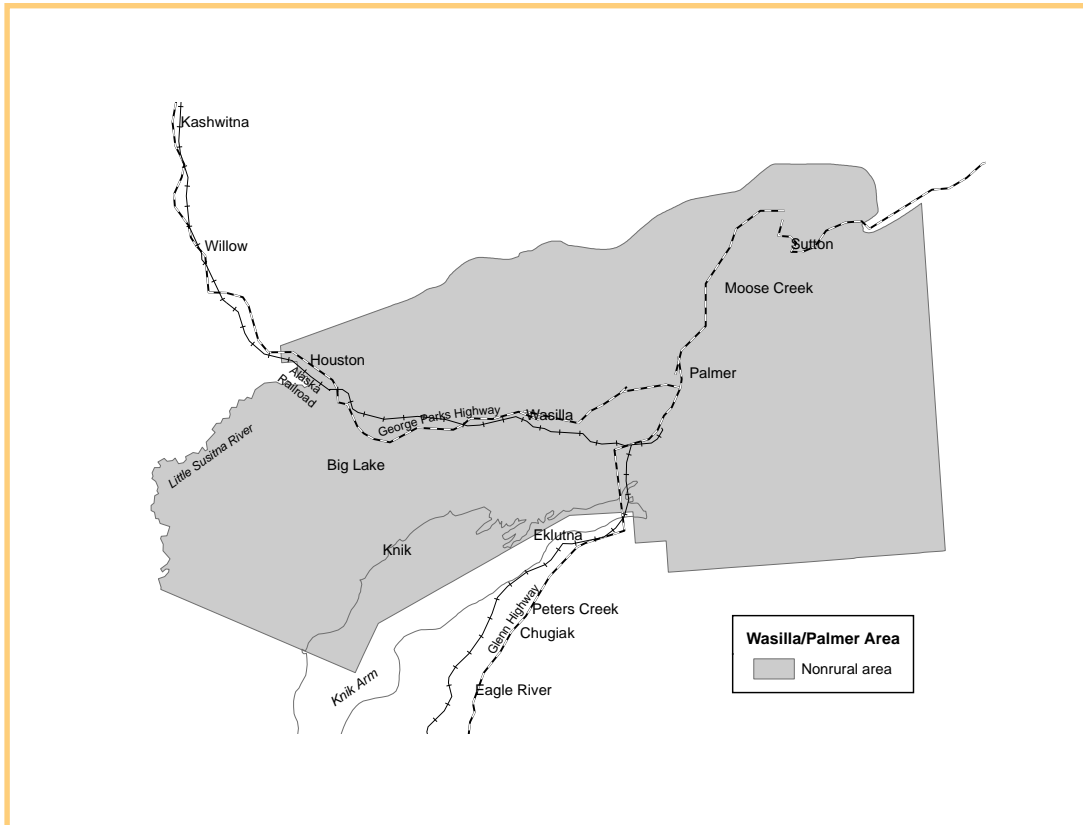 Kashwitna
Willow
Sutton
Moose Creek
Houston
Alaska
Railroad
Palmer
George Parks Highway
Wasilla
Little Susitna River
Big Lake
Eklutna
Knik
Glenn Highway
Peters Creek
Chugiak
Knik Arm
Eagle River
Wasilla/Palmer Area
Nonrural area